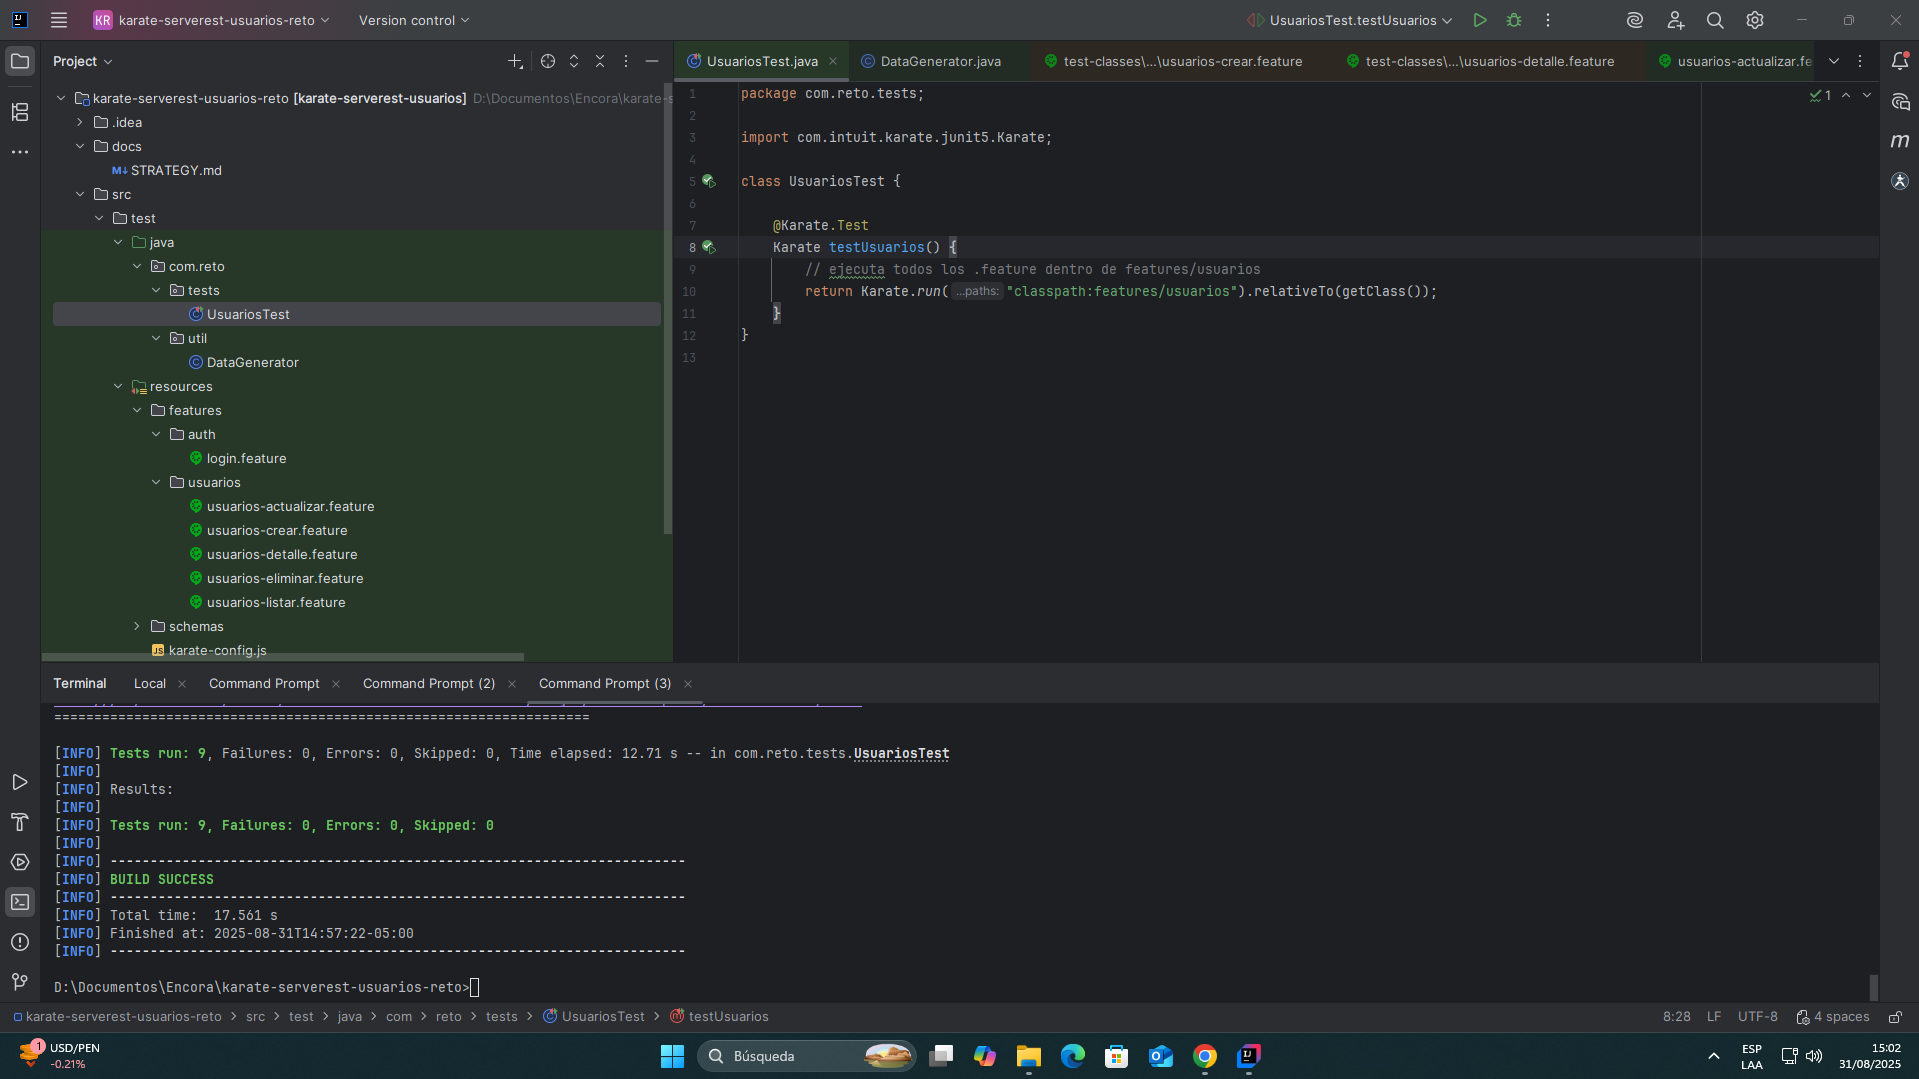 KR karate-serverest-usuarios-reto Version control UsuariosTest.testUsuarios
Project
UsuariosTest.java DataGenerator.java test-classes\...\usuarios-crear.feature test-classes\...\usuarios-detalle.feature usuarios-actualizar.fe
karate-serverest-usuarios-reto [karate-serverest-usuarios] D:\Documentos\Encora\karate-s
.idea
docs
M↓ STRATEGY.md
src
test
java
com.reto
tests
UsuariosTest
util
DataGenerator
resources
features
auth
login.feature
usuarios
usuarios-actualizar.feature
usuarios-crear.feature
usuarios-detalle.feature
usuarios-eliminar.feature
usuarios-listar.feature
schemas
JS karate-config.js
1 package com.reto.tests;
2
3 import com.intuit.karate.junit5.Karate;
4
5 class UsuariosTest {
6
7 @Karate.Test
8 Karate testUsuarios() {
9 // ejecuta todos los .feature dentro de features/usuarios
10 return Karate.run( ...paths: "classpath:features/usuarios").relativeTo(getClass());
11 }
12 }
13
1
m
Terminal Local Command Prompt Command Prompt (2) Command Prompt (3)
===================================================================
[INFO] Tests run: 9, Failures: 0, Errors: 0, Skipped: 0, Time elapsed: 12.71 s -- in com.reto.tests.UsuariosTest
[INFO]
[INFO] Results:
[INFO]
[INFO] Tests run: 9, Failures: 0, Errors: 0, Skipped: 0
[INFO]
[INFO] ------------------------------------------------------------------------
[INFO] BUILD SUCCESS
[INFO] ------------------------------------------------------------------------
[INFO] Total time:  17.561 s
[INFO] Finished at: 2025-08-31T14:57:22-05:00
[INFO] ------------------------------------------------------------------------
D:\Documentos\Encora\karate-serverest-usuarios-reto>
karate-serverest-usuarios-reto > src > test > java > com > reto > tests > UsuariosTest > testUsuarios 8:28 LF UTF-8 4 spaces
1 USD/PEN
-0.21%
Búsqueda
ESP
LAA
15:02
31/08/2025